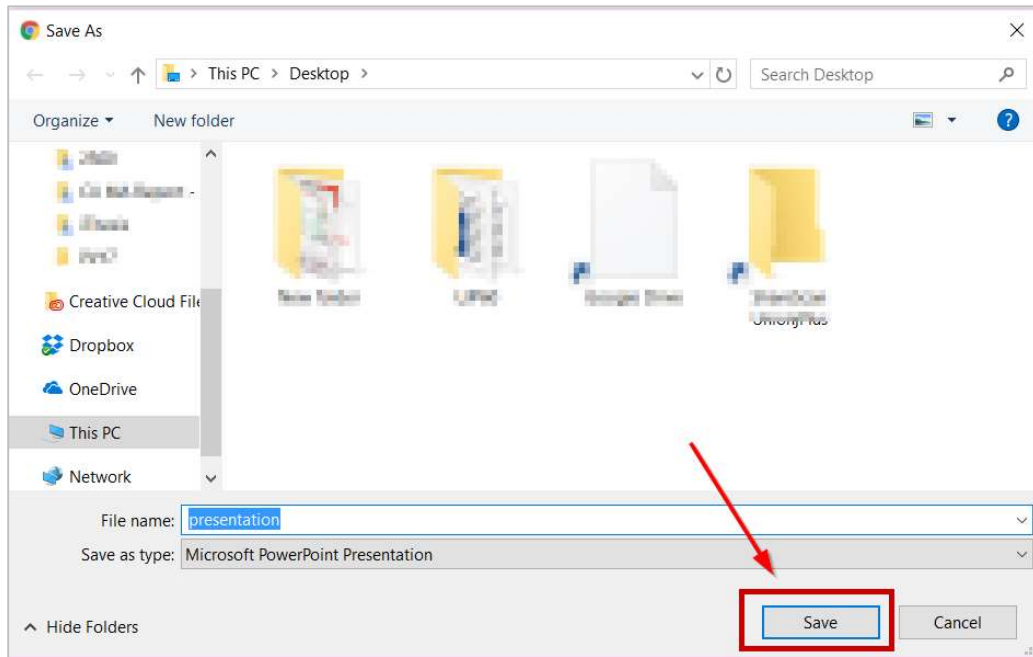 Save As
This PC > Desktop >
Search Desktop
Organize
New folder
Creative Cloud File
Dropbox
OneDrive
This PC
Network
File name: presentation
Save as type: Microsoft PowerPoint Presentation
Hide Folders
Save
Cancel